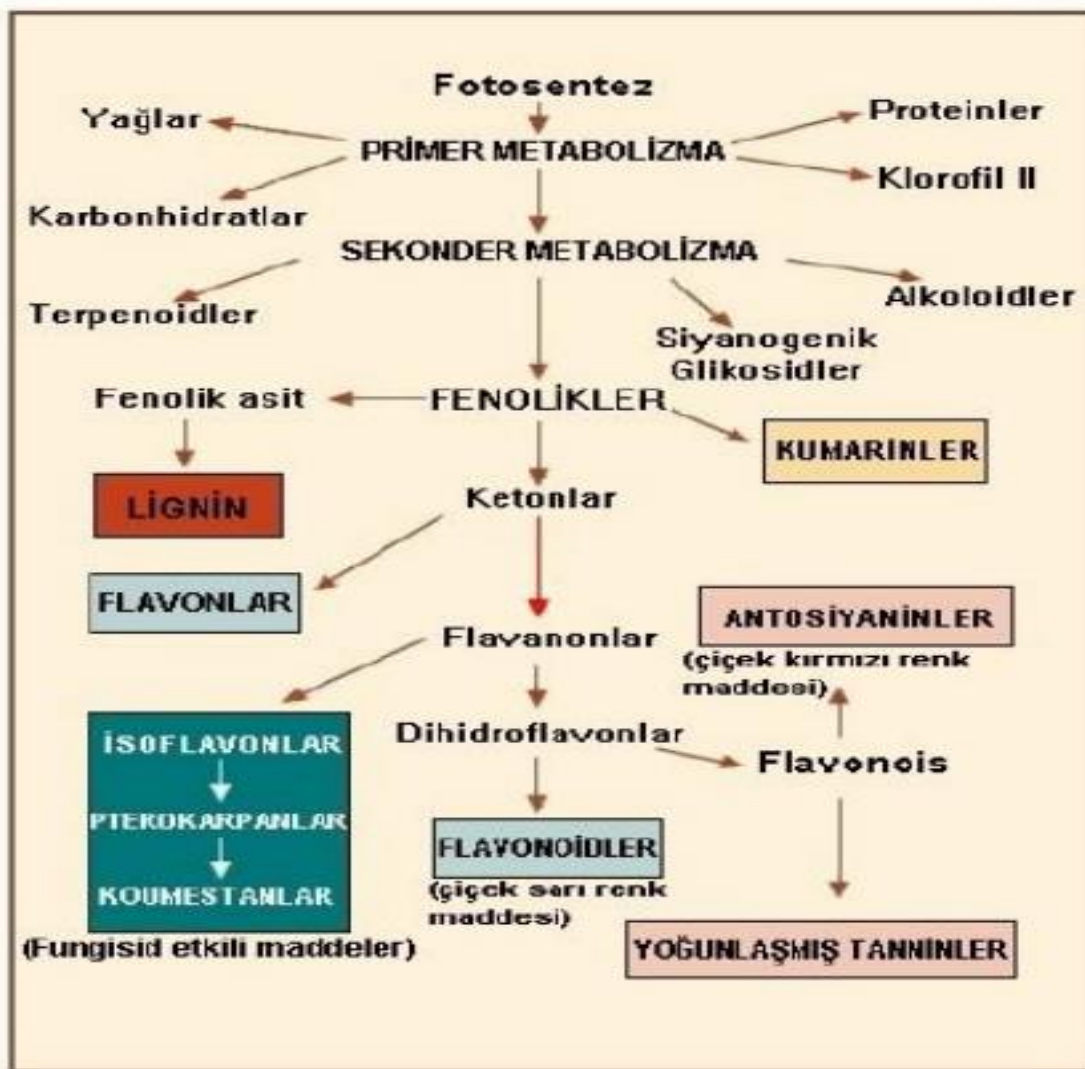 Fotosentez
Yağlar
Proteinler
PRİMER METABOLİZMA
Klorofil II
Karbonhidratlar
SEKONDER METABOLİZMA
Terpenoidler
Alkoloidler
Siyanogenik
Glikosidler
Fenolik asit
FENOLİKLER
KUMARİNLER
LİGNİN
Ketonlar
FLAVONLAR
ANTOSİYANİNLER
(çiçek kırmızı renk
maddesi)
Flavanonlar
İSOFLAVONLAR
Dihidroflavonlar
Flavonois
PTEROKARPANLAR
FLAVONOİDLER
(çiçek sarı renk
maddesi)
KOUMESTANLAR
(Fungisid etkili maddeler)
YOĞUNLAŞMIŞ TANNİNLER